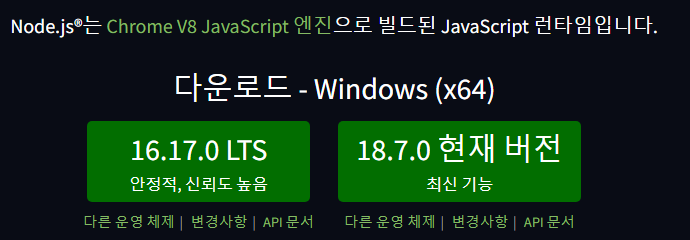 Node.js®는 Chrome V8 JavaScript 엔진으로 빌드된 JavaScript 런타임입니다.
다운로드 - Windows (x64)
16.17.0 LTS
안정적, 신뢰도 높음
18.7.0 현재 버전
최신 기능
다른 운영 체제 | 변경사항 | API 문서
다른 운영 체제 | 변경사항 | API 문서